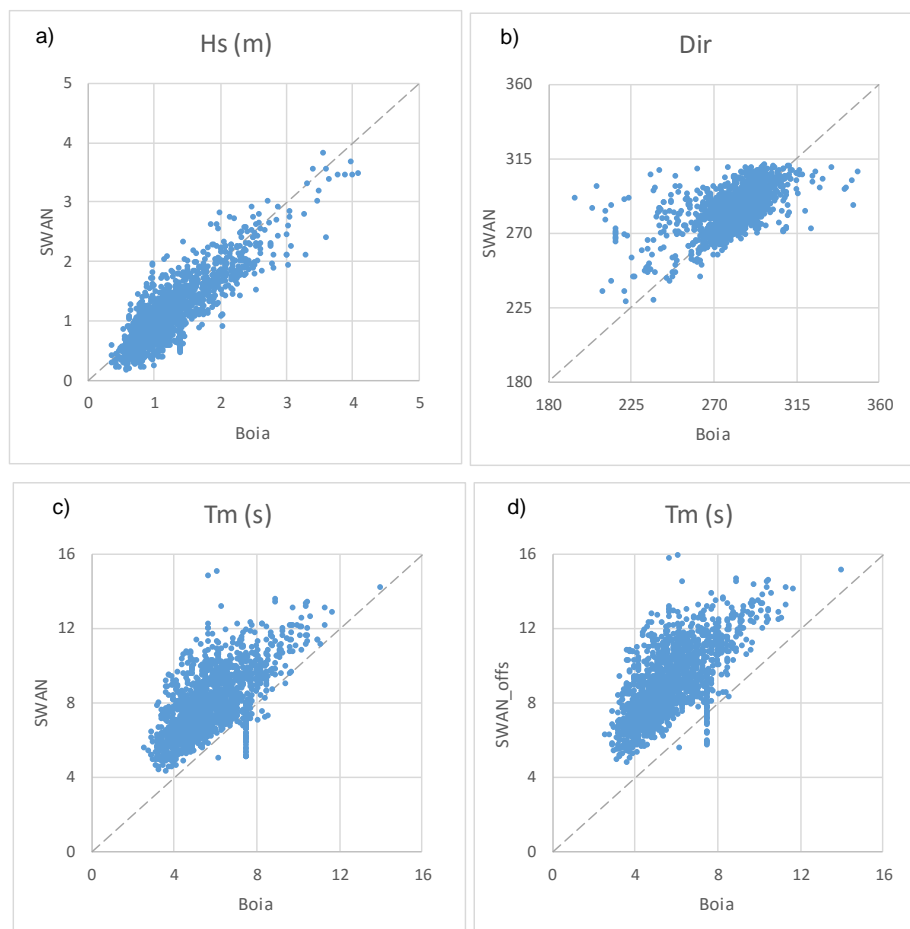 a) Hs (m)
5
4
3
2
1
0
SWAN
0 1 2 3 4 5
Boia
b) Dir
360
315
270
225
180
SWAN
180 225 270 315 360
Boia
c) Tm (s)
16
12
8
4
0
SWAN
0 4 8 12 16
Boia
d) Tm (s)
16
12
8
4
0
SWAN_offs
0 4 8 12 16
Boia